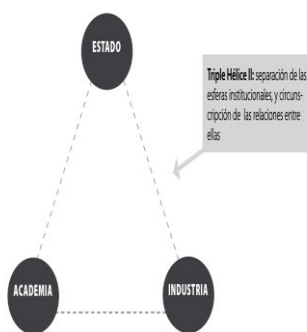 ESTADO
Triple Hélice II: separación de las
esferas institucionales, y circuns-
cripción de las relaciones entre
ellas
ACADEMIA
INDUSTRIA